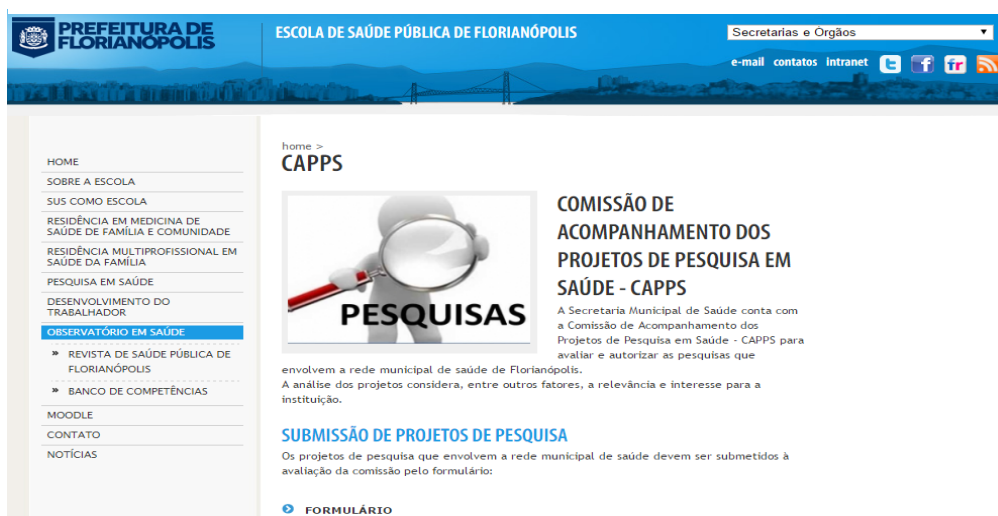 PREFEITURA DE
FLORIANÓPOLIS
ESCOLA DE SAÚDE PÚBLICA DE FLORIANÓPOLIS
Secretarias e Órgãos
e-mail contatos intranet
t f fr
HOME
SOBRE A ESCOLA
SUS COMO ESCOLA
RESIDÊNCIA EM MEDICINA DE
SAÚDE DE FAMÍLIA E COMUNIDADE
RESIDÊNCIA MULTIPROFISSIONAL EM
SAÚDE DA FAMÍLIA
PESQUISA EM SAÚDE
DESENVOLVIMENTO DO
TRABALHADOR
OBSERVATÓRIO EM SAÚDE
» REVISTA DE SAÚDE PÚBLICA DE
FLORIANÓPOLIS
» BANCO DE COMPETÊNCIAS
MOODLE
CONTATO
NOTÍCIAS
home >
CAPPS
PESQUISAS
COMISSÃO DE
ACOMPANHAMENTO DOS
PROJETOS DE PESQUISA EM
SAÚDE - CAPPS
A Secretaria Municipal de Saúde conta com
a Comissão de Acompanhamento dos
Projetos de Pesquisa em Saúde - CAPPS para
avaliar e autorizar as pesquisas que
envolvem a rede municipal de saúde de Florianópolis.
A análise dos projetos considera, entre outros fatores, a relevância e interesse para a
instituição.
SUBMISSÃO DE PROJETOS DE PESQUISA
Os projetos de pesquisa que envolvem a rede municipal de saúde devem ser submetidos à
avaliação da comissão pelo formulário:
FORMULÁRIO